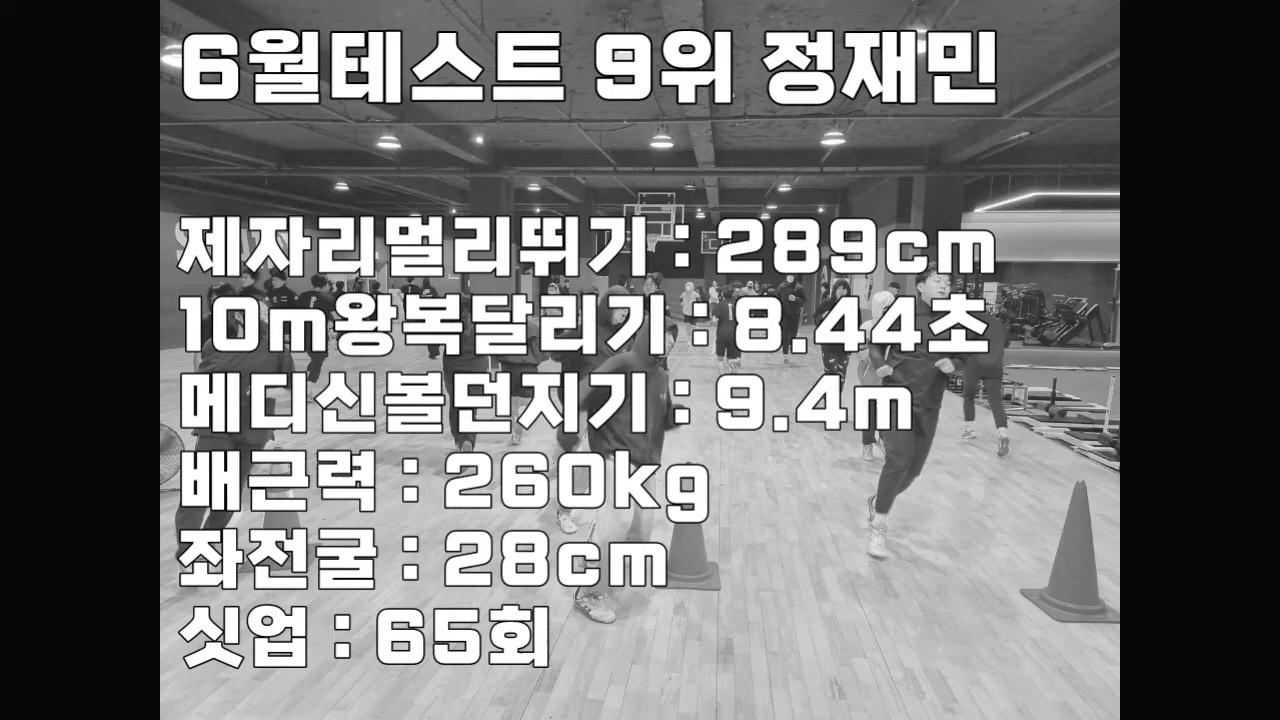 6월테스트 9위 정재민
제자리멀리뛰기 : 289cm
10m왕복달리기 : 8.44초
메디신볼던지기 : 9.4m
배근력 : 260kg
좌전굴 : 28cm
싯업 : 65회